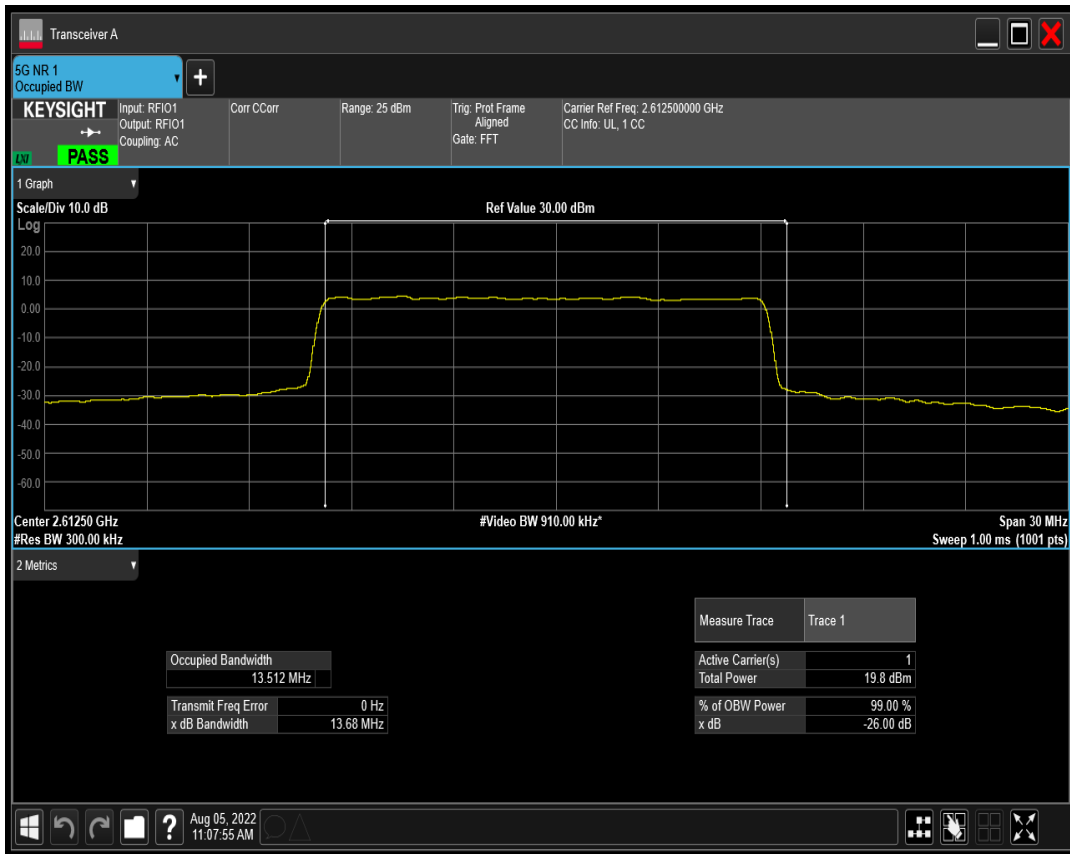 Transceiver A
5G NR 1
Occupied BW
+
KEYSIGHT
LXI
PASS
Input: RFIO1
Output: RFIO1
Coupling: AC
Corr CCorr
Range: 25 dBm
Trig: Prot Frame
Aligned
Gate: FFT
Carrier Ref Freq: 2.612500000 GHz
CC Info: UL, 1 CC
1 Graph
Scale/Div 10.0 dB
Ref Value 30.00 dBm
Log
20.0
10.0
0.00
-10.0
-20.0
-30.0
-40.0
-50.0
-60.0
Center 2.61250 GHz
#Video BW 910.00 kHz*
Span 30 MHz
#Res BW 300.00 kHz
Sweep 1.00 ms (1001 pts)
2 Metrics
Measure Trace Trace 1
Occupied Bandwidth
13.512 MHz
Active Carrier(s) 1
Total Power 19.8 dBm
Transmit Freq Error 0 Hz
x dB Bandwidth 13.68 MHz
% of OBW Power 99.00 %
x dB -26.00 dB
?
Aug 05, 2022
11:07:55 AM